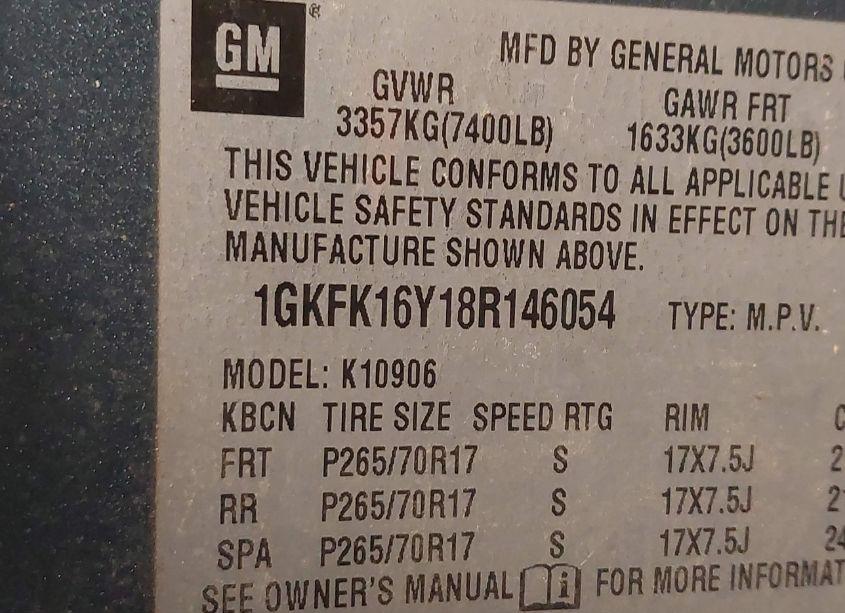 GM ®
MFD BY GENERAL MOTORS
GVWR GAWR FRT
3357KG(7400LB) 1633KG(3600LB)
THIS VEHICLE CONFORMS TO ALL APPLICABLE
VEHICLE SAFETY STANDARDS IN EFFECT ON THE
MANUFACTURE SHOWN ABOVE.
1GKFK16Y18R146054 TYPE: M.P.V.
MODEL: K10906
KBCN TIRE SIZE SPEED RTG RIM
FRT P265/70R17 S 17X7.5J
RR P265/70R17 S 17X7.5J
SPA P265/70R17 S 17X7.5J
SEE OWNER'S MANUAL i FOR MORE INFORMAT